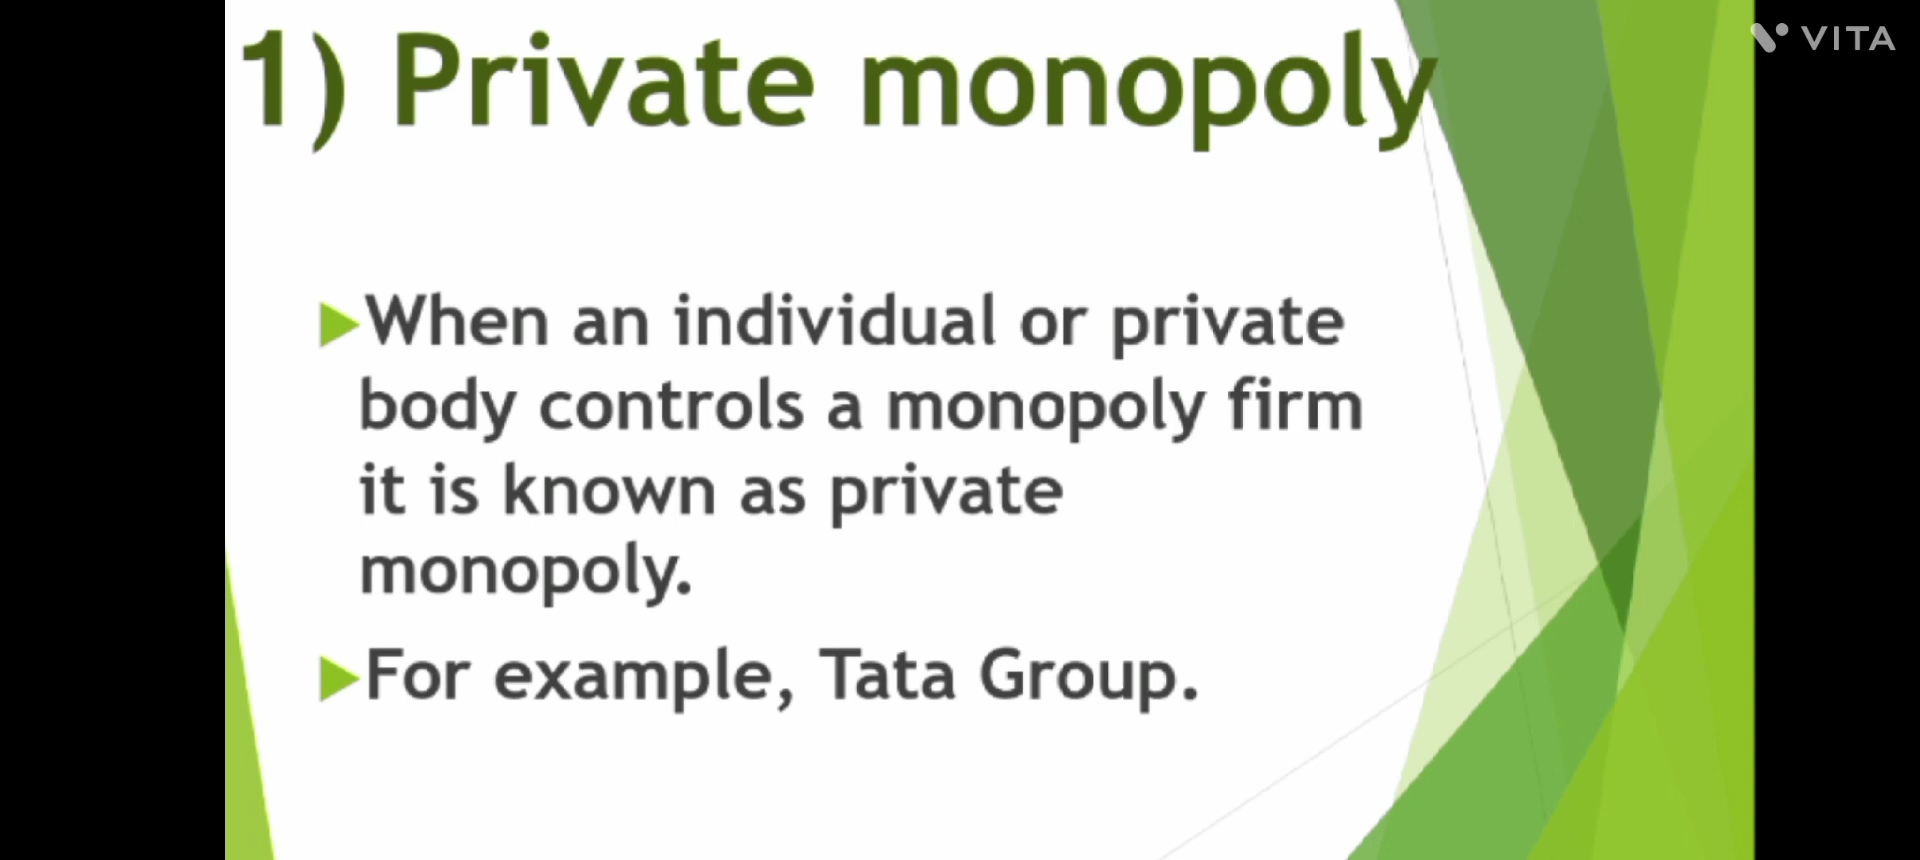 VITA
1) Private monopoly
When an individual or private
body controls a monopoly firm
it is known as private
monopoly.
For example, Tata Group.